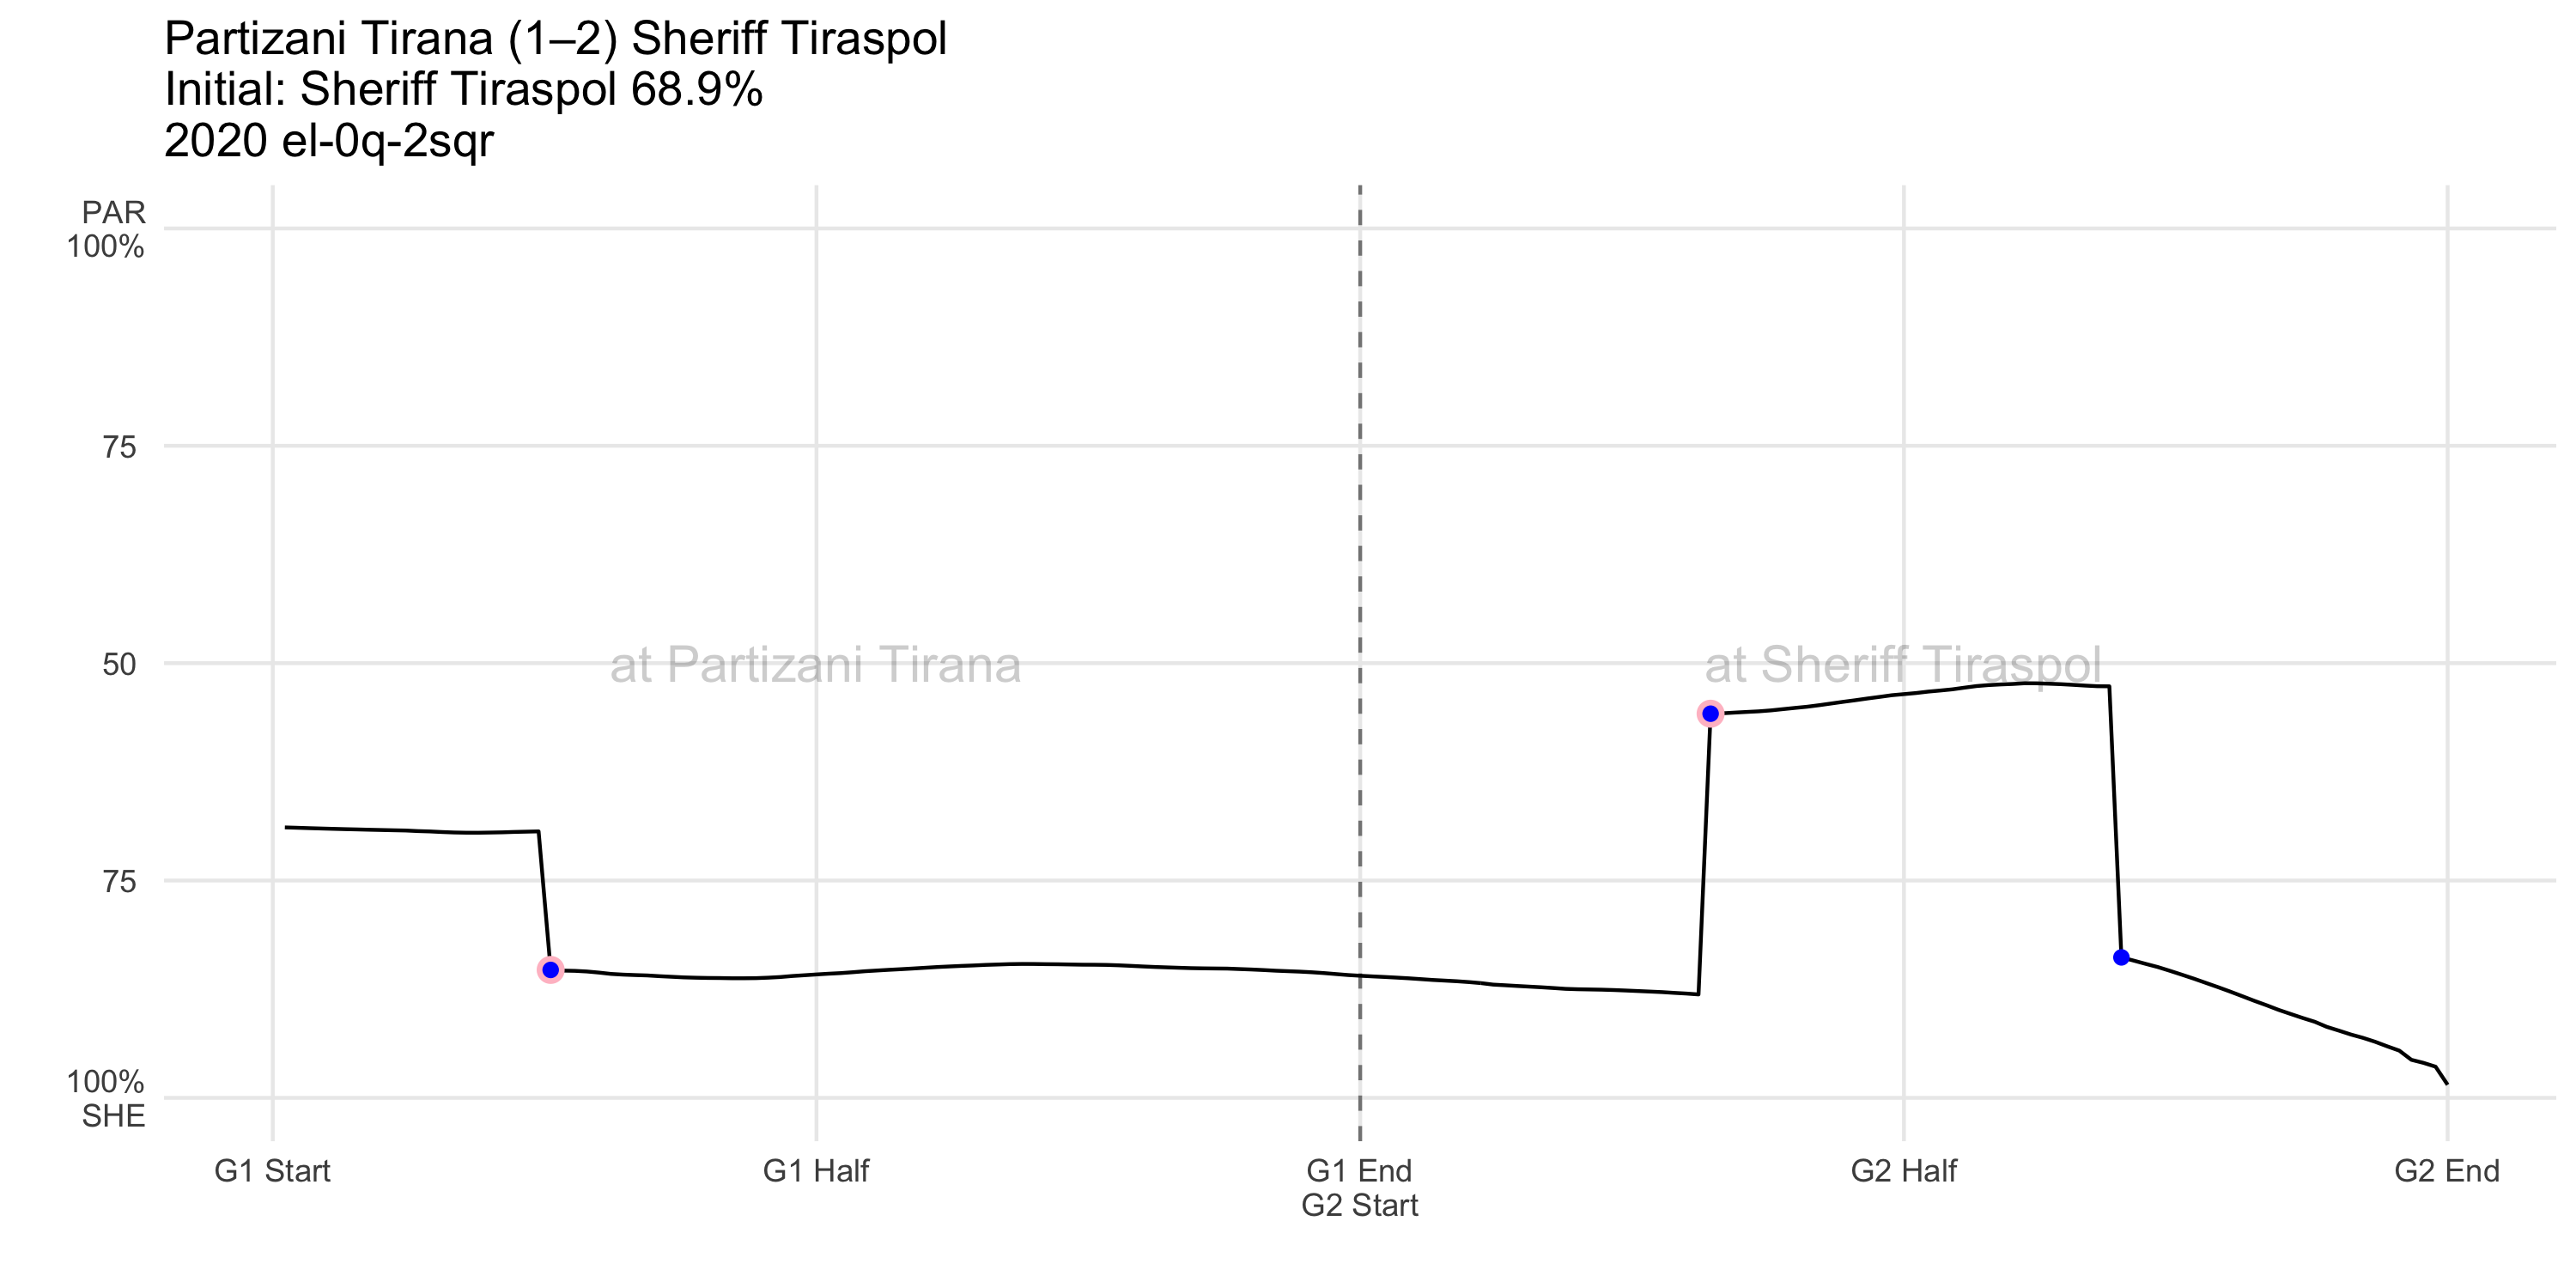 Partizani Tirana (1–2) Sheriff Tiraspol
Initial: Sheriff Tiraspol 68.9%
2020 el-0q-2sqr
PAR
100%
75
50
75
100%
SHE
at Partizani Tirana
at Sheriff Tiraspol
G1 Start
G1 Half
G1 End
G2 Start
G2 Half
G2 End